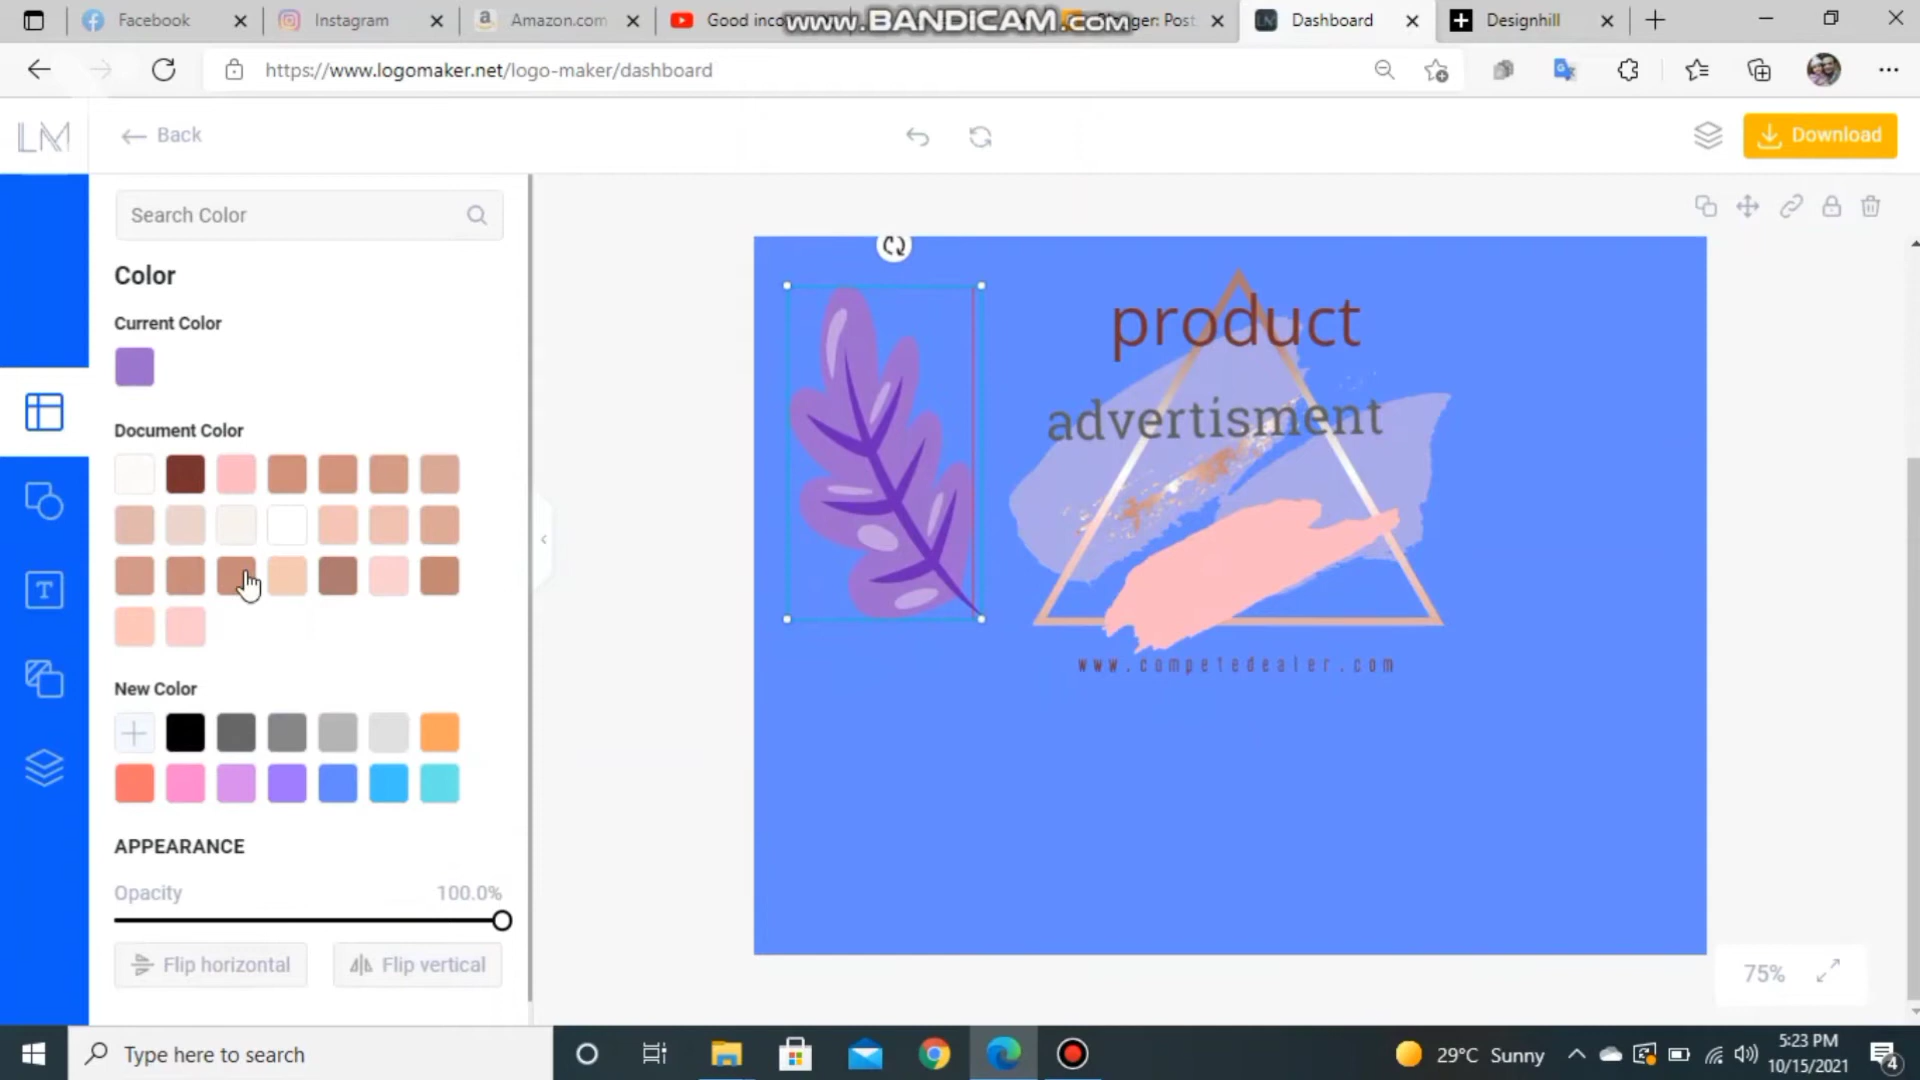 Facebook
Instagram
Amazon.com
Good inco
www.BANDICAM.com
Post
Dashboard
Designhill
https://www.logomaker.net/logo-maker/dashboard
LM
Back
Download
Search Color
Color
Current Color
Document Color
New Color
APPEARANCE
Opacity
100.0%
Flip horizontal
Flip vertical
product
advertisment
www.competedealer.com
75%
T
Type here to search
29°C Sunny
5:23 PM
10/15/2021
4